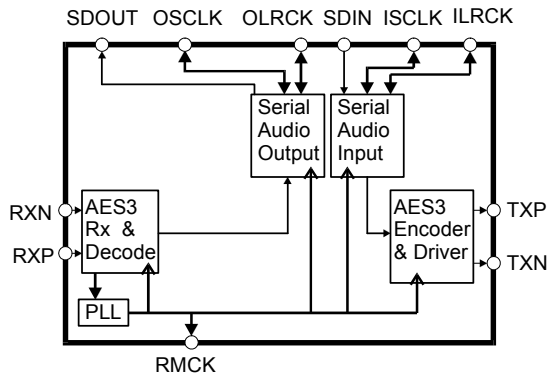 SDOUT OSCLK OLRCK SDIN ISCLK ILRCK
Serial
Audio
Output
Serial
Audio
Input
RXN
RXP
AES3
Rx &
Decode
AES3
Encoder
& Driver
TXP
TXN
PLL
RMCK